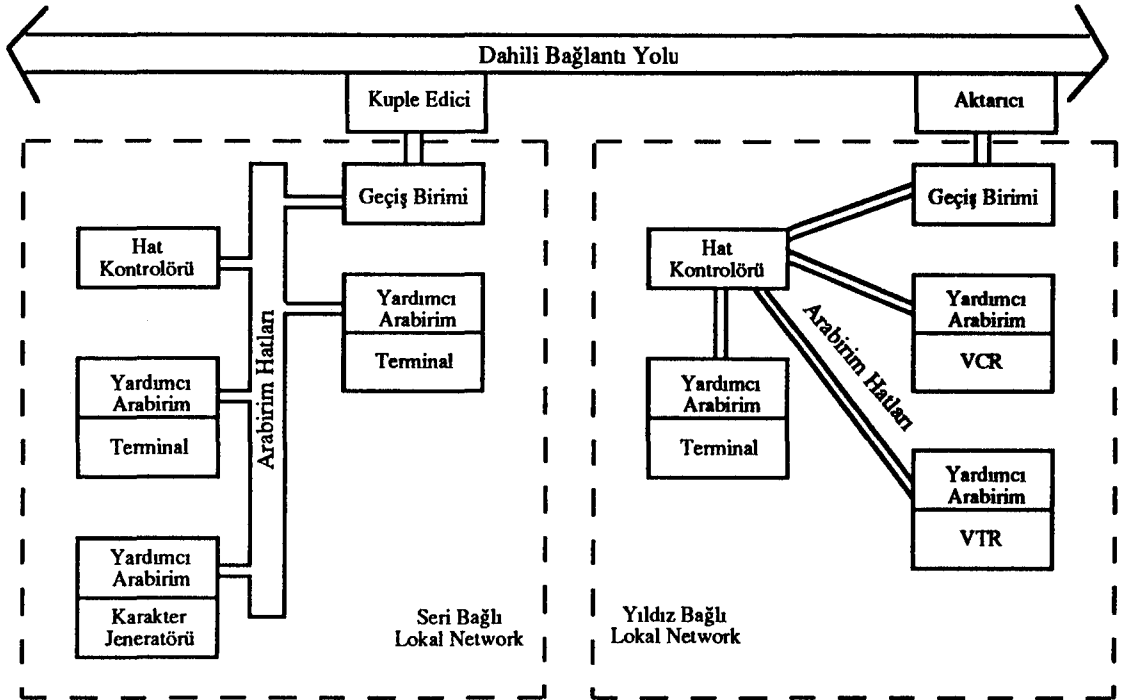 Dahili Bağlantı Yolu
Kuple Edici
Aktarıcı
Geçiş Birimi
Hat
Kontrolörü
Yardımcı
Arabirim
Terminal
Arabirim Hatları
Yardımcı
Arabirim
Terminal
Yardımcı
Arabirim
Karakter
Jeneratörü
Seri Bağlı
Lokal Network
Geçiş Birimi
Hat
Kontrolörü
Yardımcı
Arabirim
VCR
Arabirim Hatları
Yardımcı
Arabirim
Terminal
Yardımcı
Arabirim
VTR
Yıldız Bağlı
Lokal Network